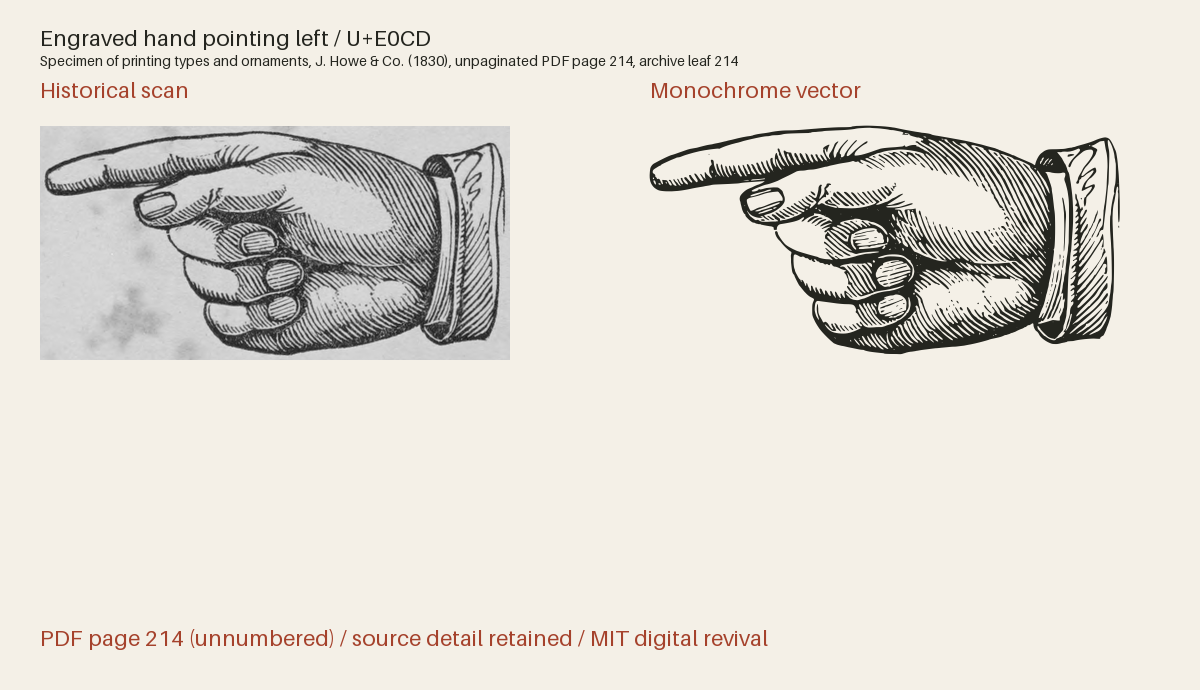 Engraved hand pointing left / U+E0CD
Specimen of printing types and ornaments, J. Howe & Co. (1830), unpaginated PDF page 214, archive leaf 214
Historical scan
Monochrome vector
PDF page 214 (unnumbered) / source detail retained / MIT digital revival